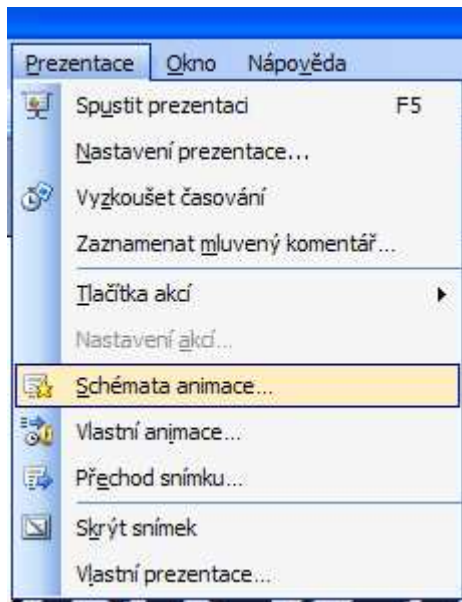 Prezentace Okno Nápověda
Spustit prezentaci F5
Nastavení prezentace...
Vyzkoušet časování
Zaznamenat mluvený komentář...
Tlačítka akcí
Nastavení akcí...
Schémata animace...
Vlastní animace...
Přechod snímku...
Skrýt snímek
Vlastní prezentace...